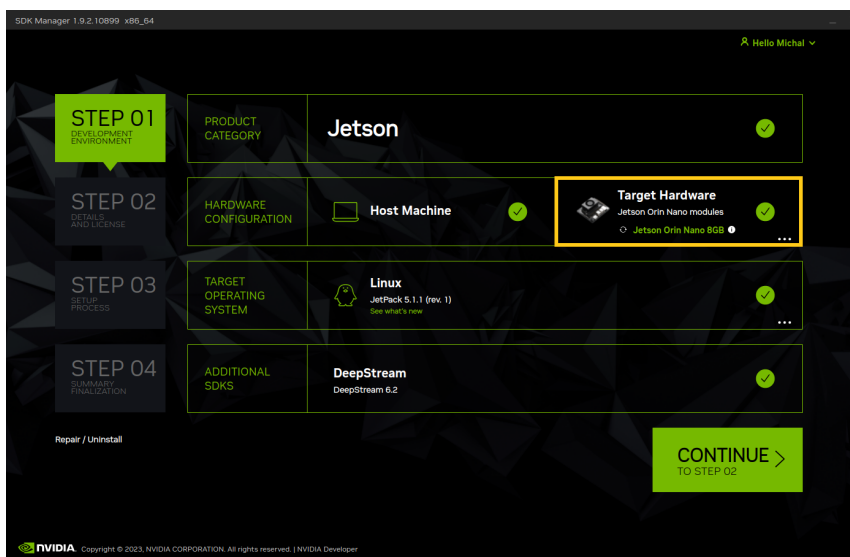 SDK Manager 1.9.2.10899 x86_64
Hello Michal
STEP 01
DEVELOPMENT
ENVIRONMENT
PRODUCT
CATEGORY
Jetson
STEP 02
DETAILS
AND LICENSE
HARDWARE
CONFIGURATION
Host Machine
Target Hardware
Jetson Orin Nano modules
Jetson Orin Nano 8GB
...
STEP 03
SETUP
PROCESS
TARGET
OPERATING
SYSTEM
Linux
JetPack 5.1.1 (rev. 1)
See what's new
...
STEP 04
SUMMARY
FINALIZATION
ADDITIONAL
SDKS
DeepStream
DeepStream 6.2
Repair / Uninstall
CONTINUE >
TO STEP 02
NVIDIA. Copyright © 2023, NVIDIA CORPORATION. All rights reserved. | NVIDIA Developer